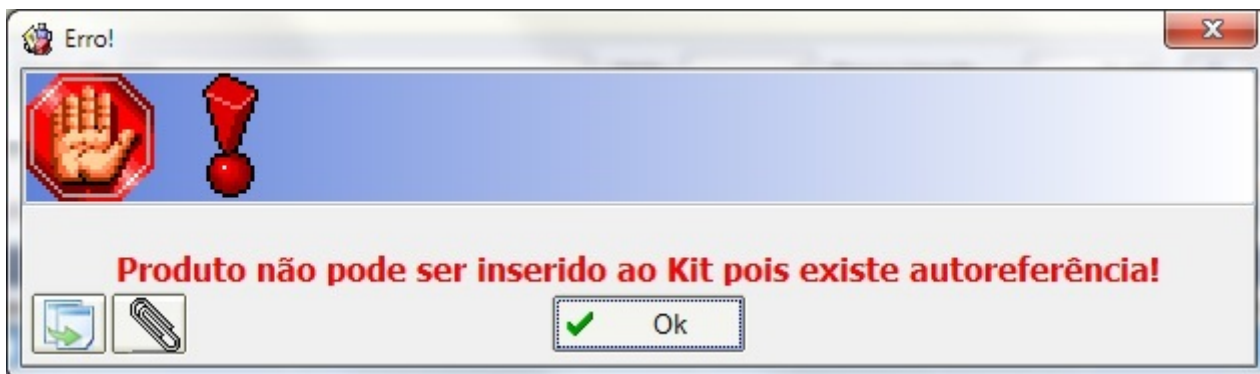 Erro!
Produto não pode ser inserido ao Kit pois existe autoreferência!
Ok